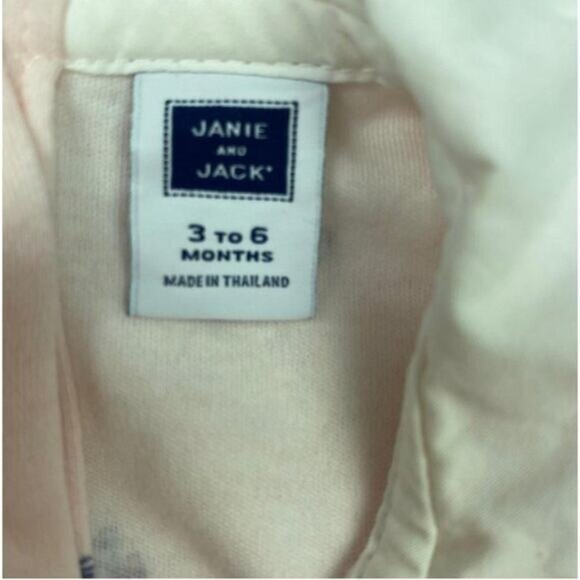 JANIE
AND
JACK
3 TO 6
MONTHS
MADE IN THAILAND